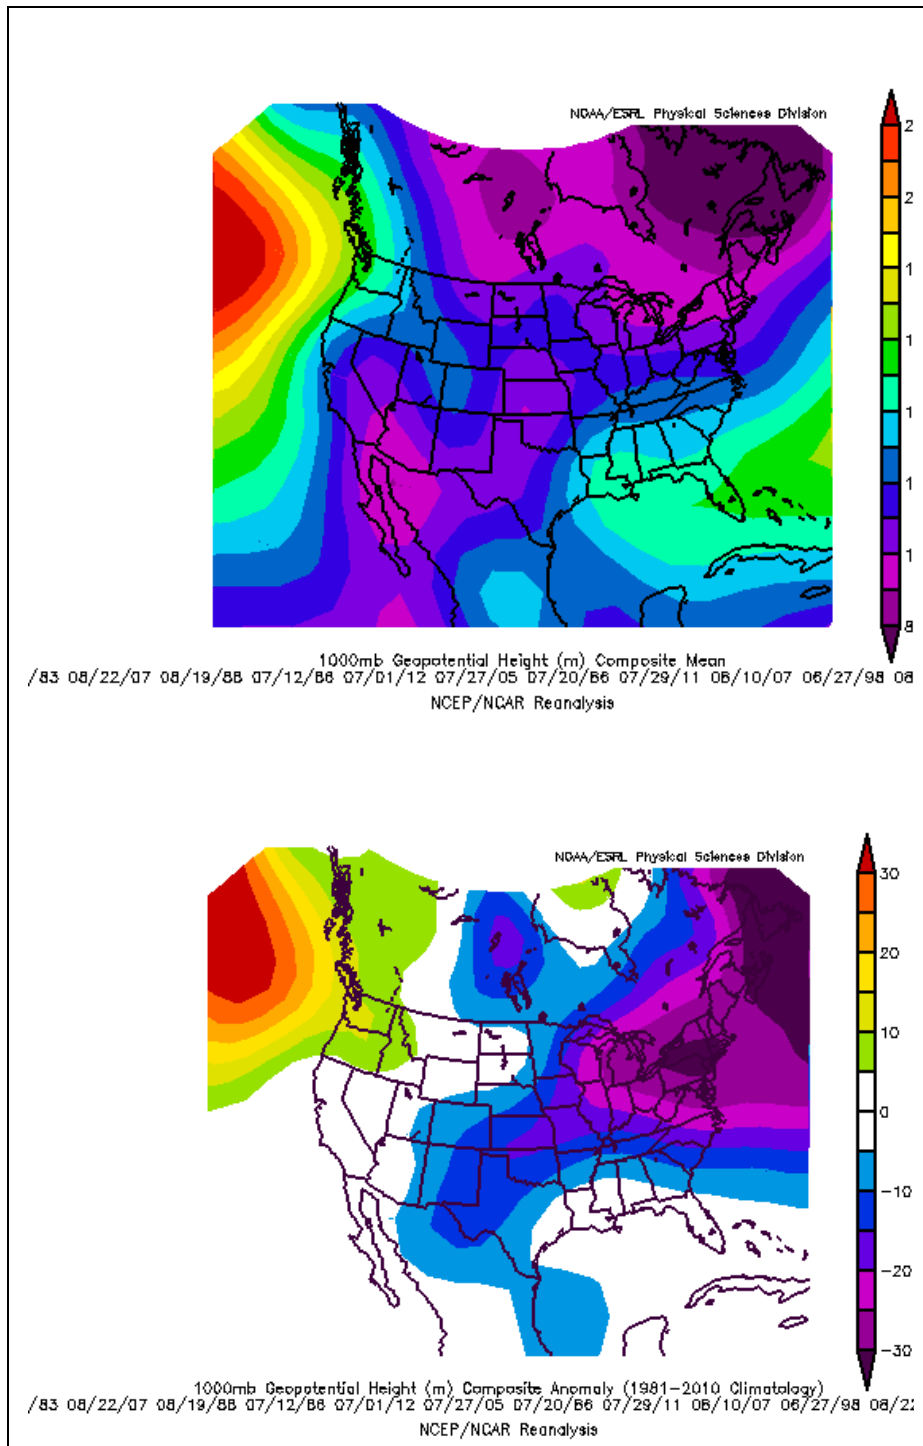 NOAA/ESRL Physical Sciences Division
2
2
1
1
1
1
1
8
1000mb Geopotential Height (m) Composite Mean
/83 08/22/07 08/19/88 07/12/86 07/01/12 07/27/05 07/20/66 07/29/11 06/10/07 06/27/98 08
NCEP/NCAR Reanalysis
NOAA/ESRL Physical Sciences Division
30
20
10
0
-10
-20
-30
1000mb Geopotential Height (m) Composite Anomaly (1981-2010 Climatology)
/83 08/22/07 08/19/88 07/12/86 07/01/12 07/27/05 07/20/66 07/29/11 06/10/07 06/27/98 08/22
NCEP/NCAR Reanalysis